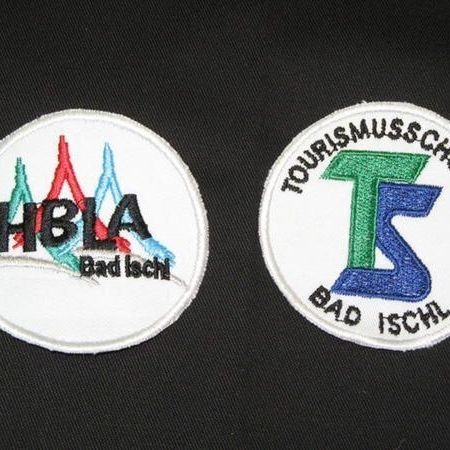 HBLA
Bad Ischl
TOURISMUSSCH
TS
BAD ISCHL